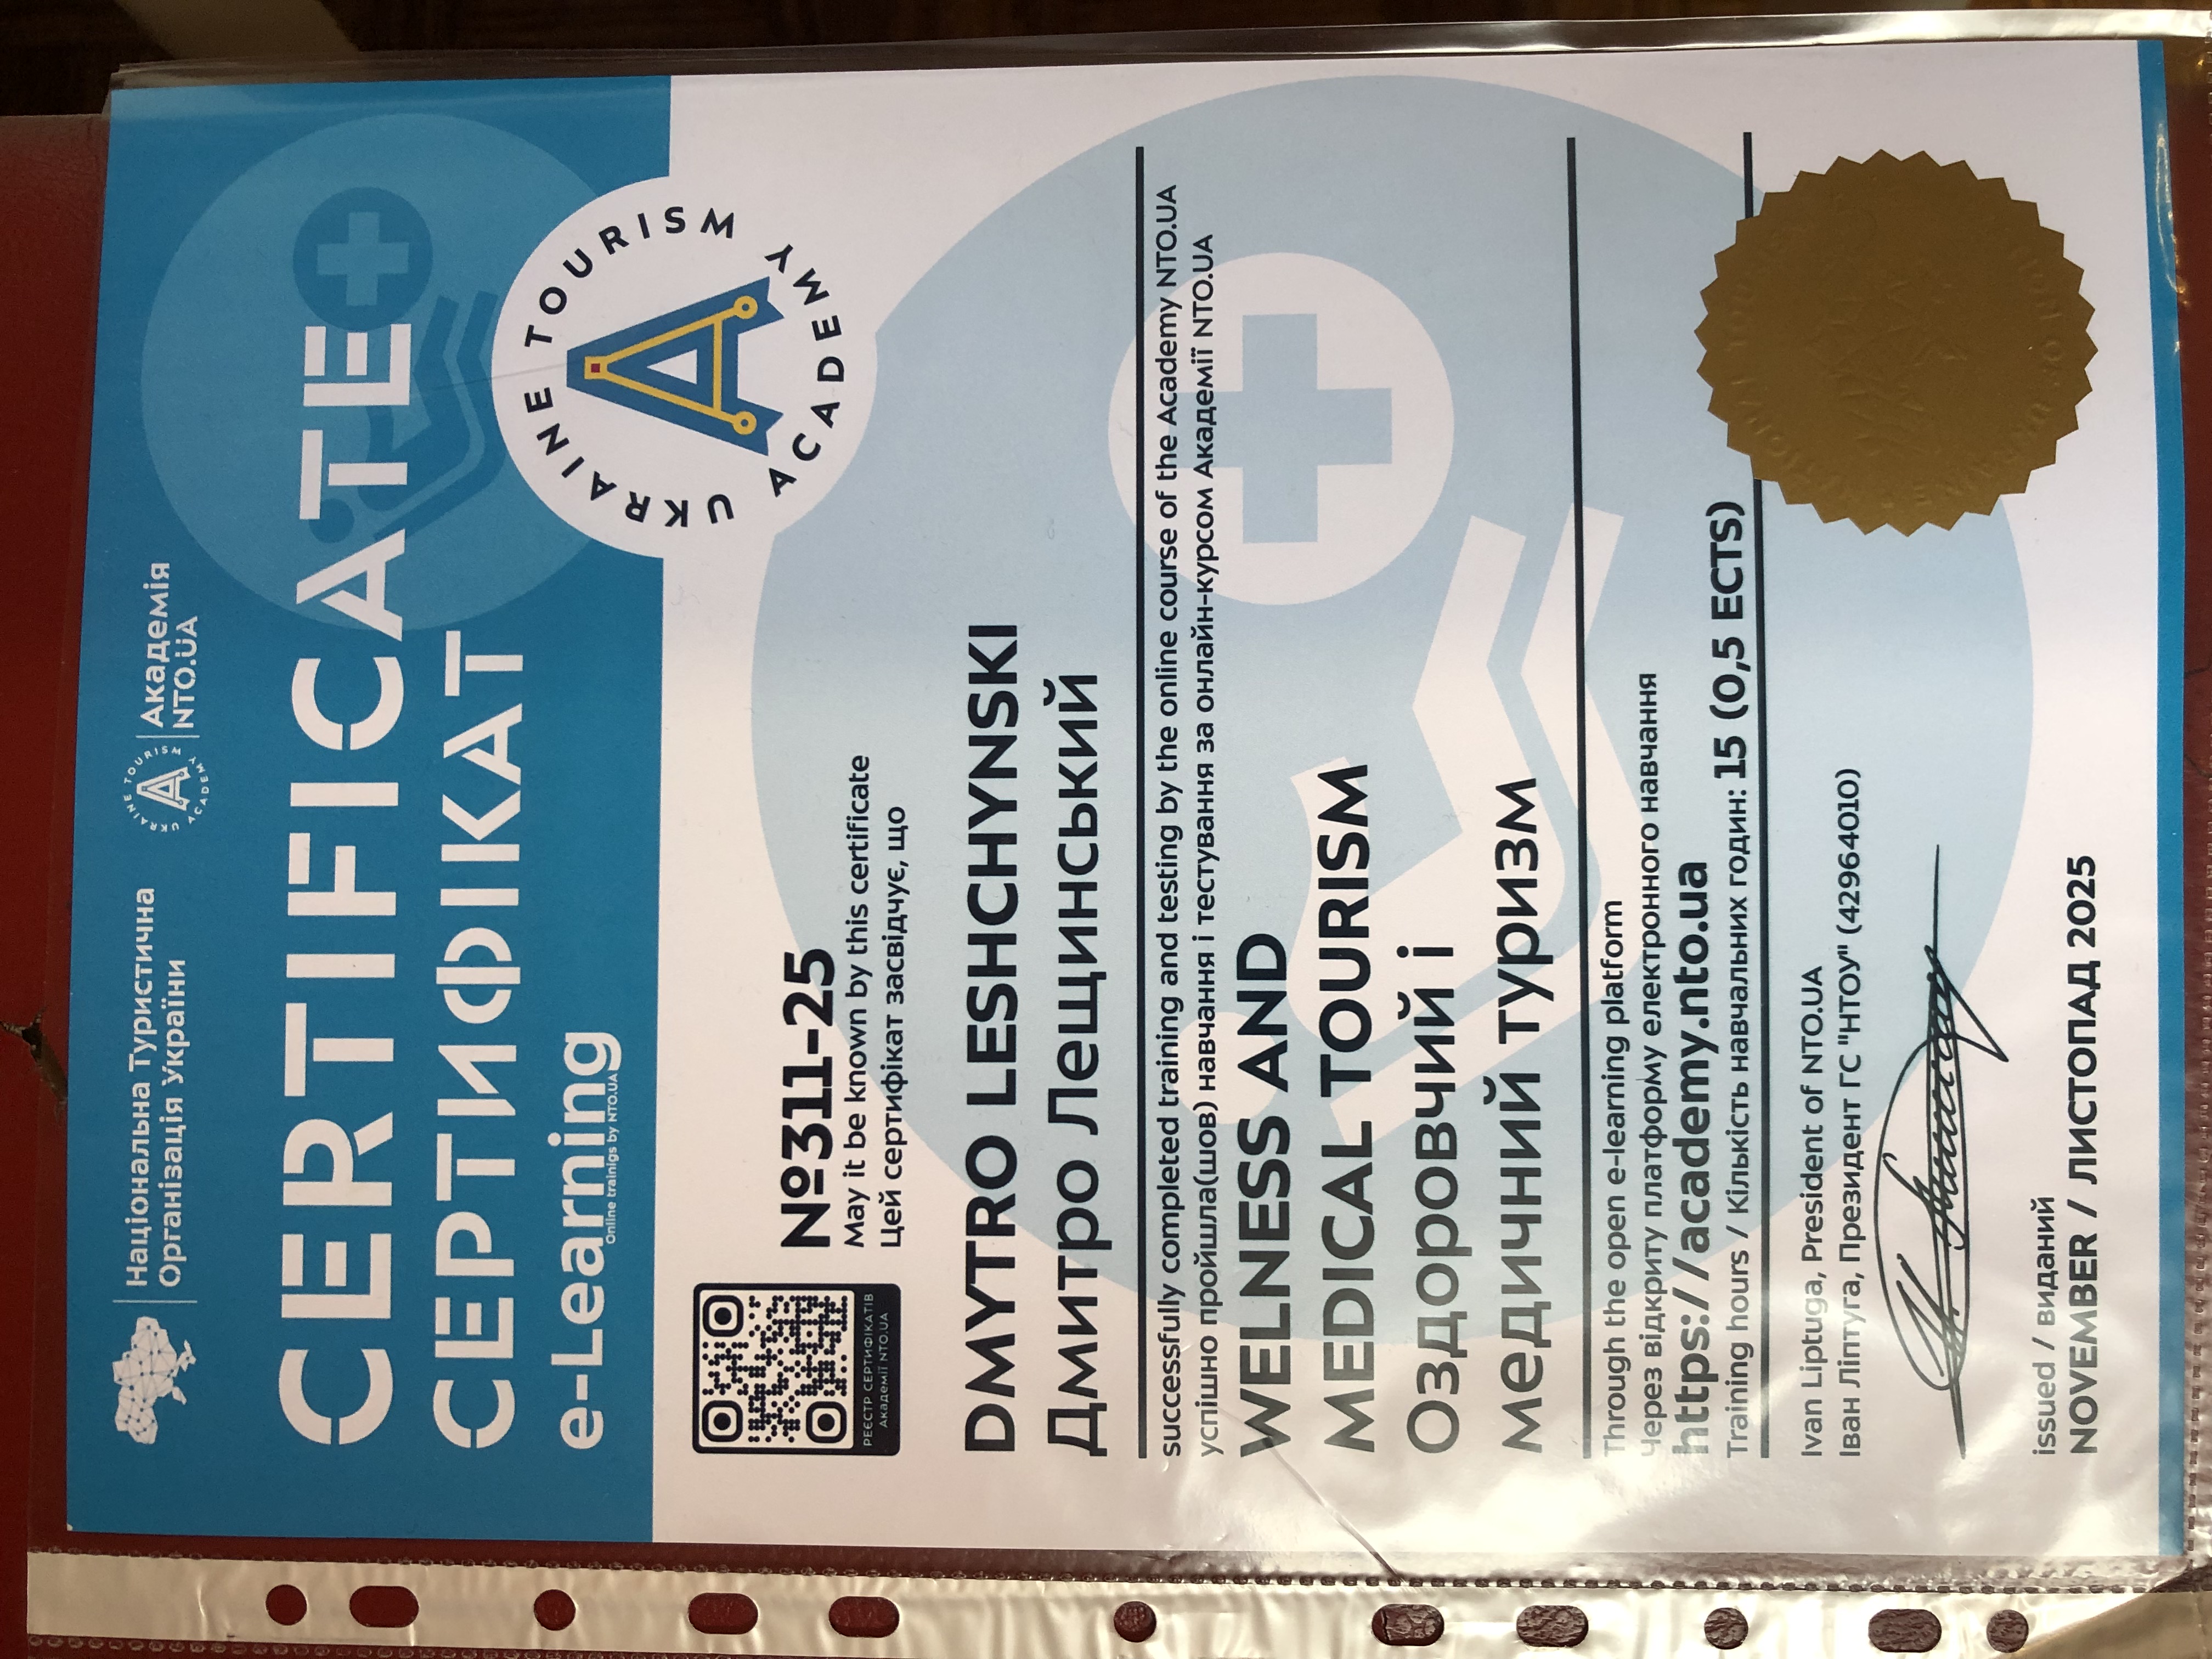 Національна Туристична
Організація України
UKRAINE TOURISM ACADEMY
Академія
NTO.UA
CERTIFICATE
СЕРТИФІКАТ
e-Learning
Online trainigs by NTO.UA
UKRAINE TOURISM ACADEMY
РЕЄСТР СЕРТИФІКАТІВ
Академії NTO.UA
№311-25
May it be known by this certificate
Цей сертифікат засвідчує, що
DMYTRO LESHCHYNSKI
Дмитро Лещинський
successfully completed training and testing by the online course of the Academy NTO.UA
успішно пройшла(шов) навчання і тестування за онлайн-курсом Академії NTO.UA
WELNESS AND
MEDICAL TOURISM
Оздоровчий і
медичний туризм
Through the open e-learning platform
Через відкриту платформу електронного навчання
https://academy.nto.ua
Training hours / Кількість навчальних годин: 15 (0,5 ECTS)
Ivan Liptuga, President of NTO.UA
Іван Ліптуга, Президент ГС "НТОУ" (42964010)
issued / виданий
NOVEMBER / ЛИСТОПАД 2025